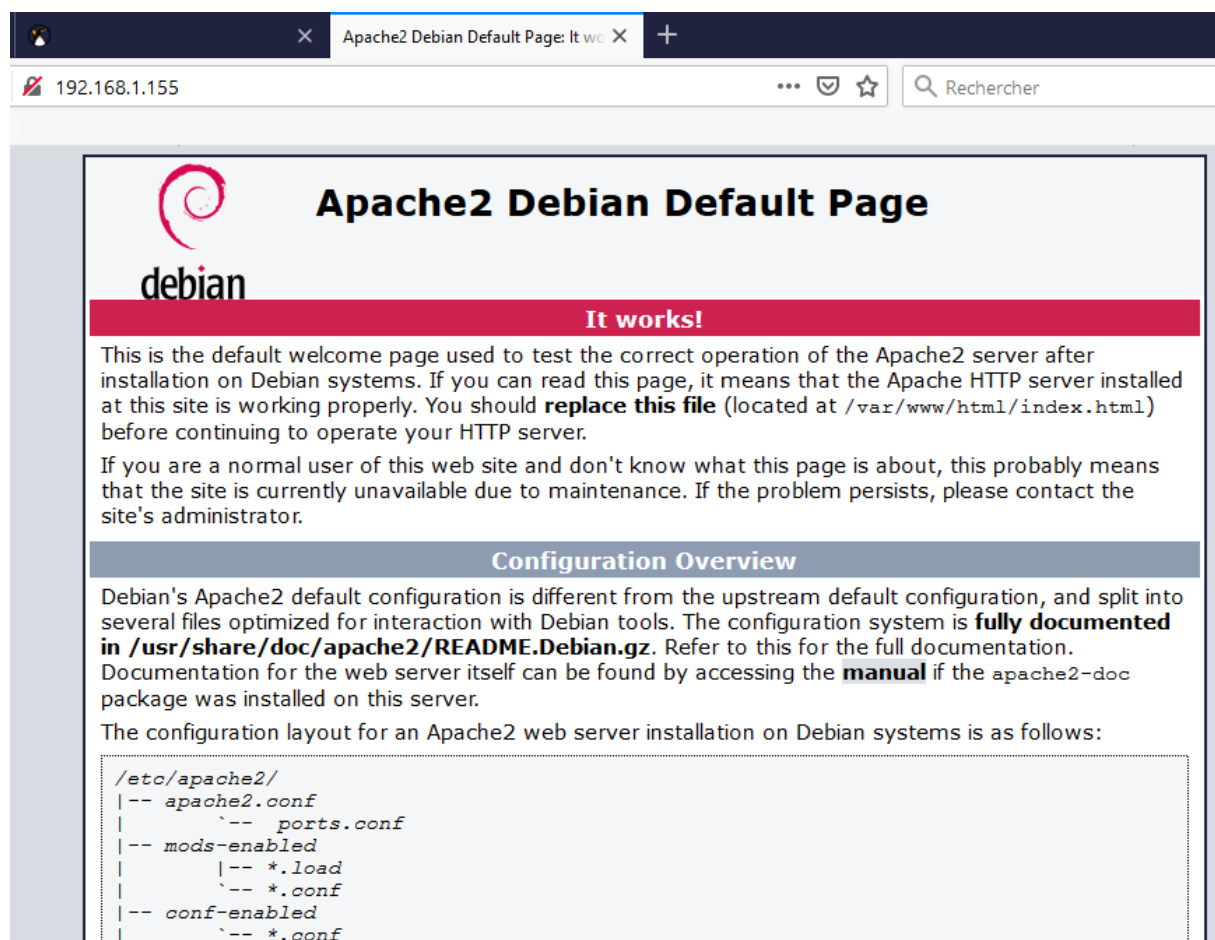 Apache2 Debian Default Page: It wo
192.168.1.155
Rechercher
debian
Apache2 Debian Default Page
It works!
This is the default welcome page used to test the correct operation of the Apache2 server after
installation on Debian systems. If you can read this page, it means that the Apache HTTP server installed
at this site is working properly. You should replace this file (located at /var/www/html/index.html)
before continuing to operate your HTTP server.
If you are a normal user of this web site and don't know what this page is about, this probably means
that the site is currently unavailable due to maintenance. If the problem persists, please contact the
site's administrator.
Configuration Overview
Debian's Apache2 default configuration is different from the upstream default configuration, and split into
several files optimized for interaction with Debian tools. The configuration system is fully documented
in /usr/share/doc/apache2/README.Debian.gz. Refer to this for the full documentation.
Documentation for the web server itself can be found by accessing the manual if the apache2-doc
package was installed on this server.
The configuration layout for an Apache2 web server installation on Debian systems is as follows:
/etc/apache2/
|-- apache2.conf
|       `--  ports.conf
|-- mods-enabled
|       |-- *.load
|       `-- *.conf
|-- conf-enabled
|       `-- *.conf